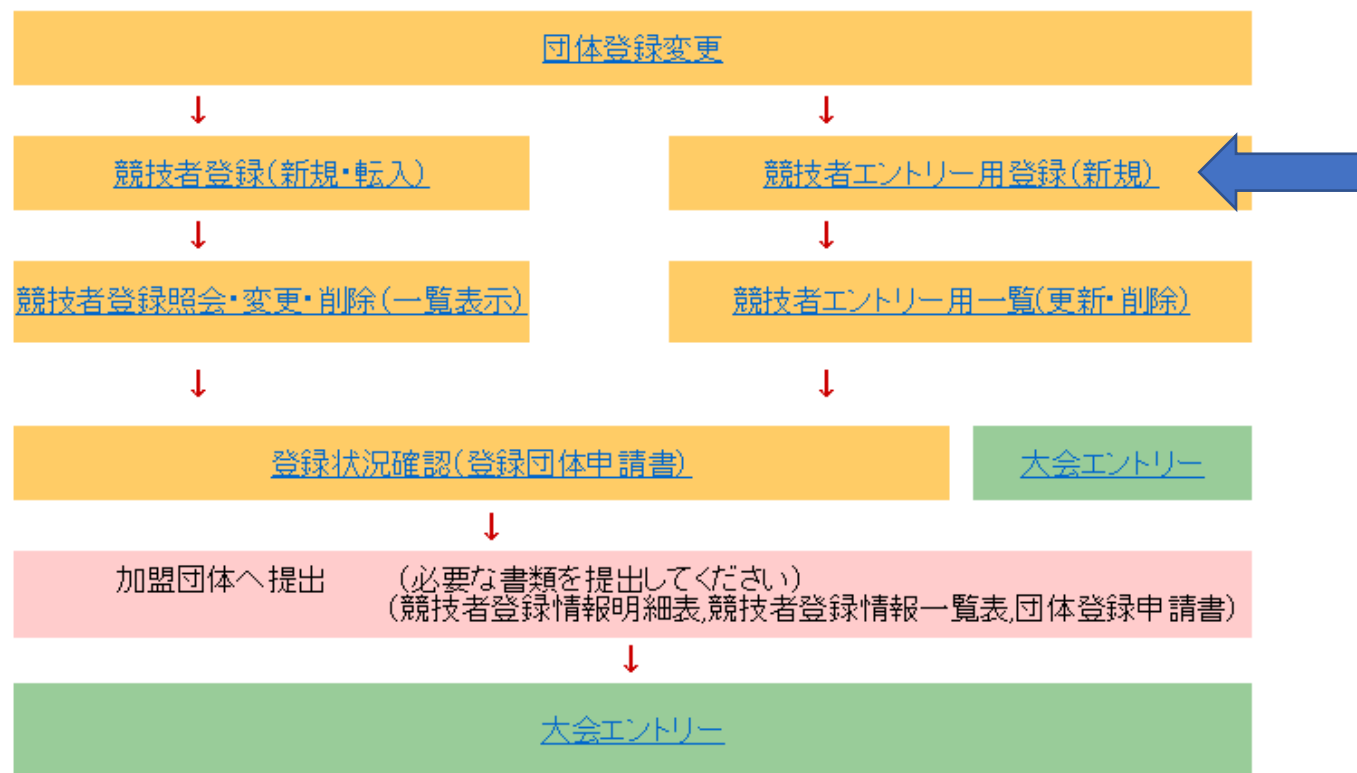 団体登録変更
↓ ↓
競技者登録(新規・転入) 競技者エントリー用登録(新規)
↓ ↓
競技者登録照会・変更・削除(一覧表示) 競技者エントリー用一覧(更新・削除)
↓ ↓
登録状況確認(登録団体申請書) 大会エントリー
↓
加盟団体へ提出 (必要な書類を提出してください)
(競技者登録情報明細表,競技者登録情報一覧表,団体登録申請書)
↓
大会エントリー